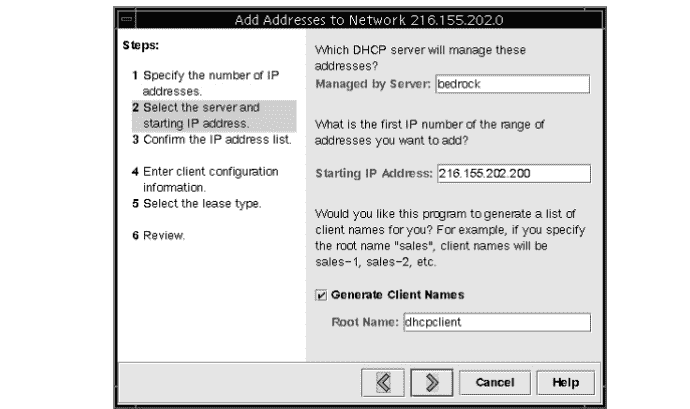 Add Addresses to Network 216.155.202.0
Steps:
1 Specify the number of IP
addresses.
2 Select the server and
starting IP address.
3 Confirm the IP address list.
4 Enter client configuration
information.
5 Select the lease type.
6 Review.
Which DHCP server will manage these
addresses?
Managed by Server: bedrock
What is the first IP number of the range of
addresses you want to add?
Starting IP Address: 216.155.202.200
Would you like this program to generate a list of
client names for you? For example, if you specify
the root name "sales", client names will be
sales-1, sales-2, etc.
Generate Client Names
Root Name: dhcpclient
Cancel
Help